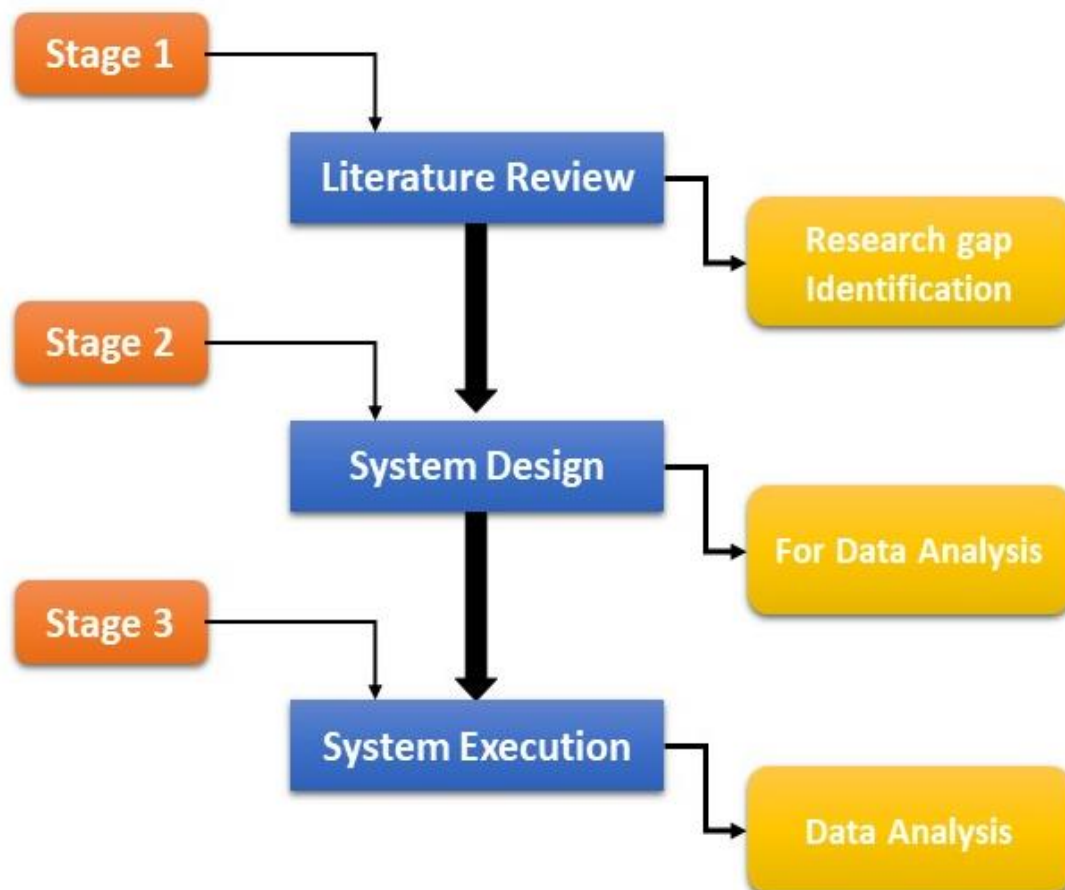 Stage 1
Literature Review
Research gap
Identification
Stage 2
System Design
For Data Analysis
Stage 3
System Execution
Data Analysis